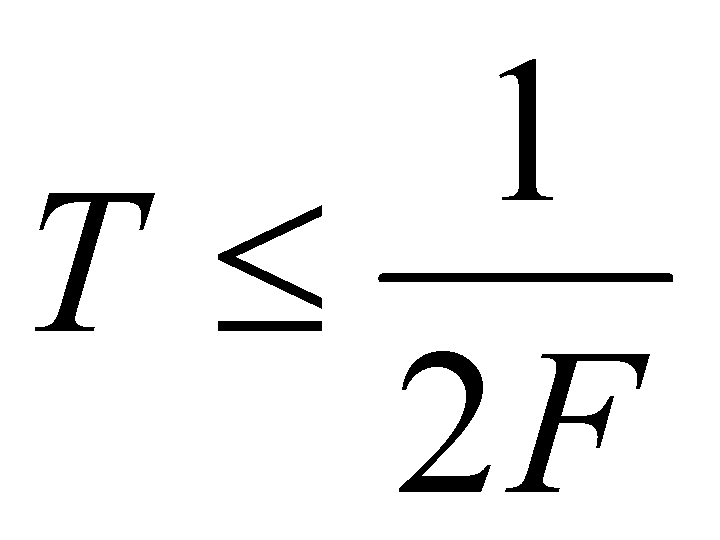 T ≤ 1/2F